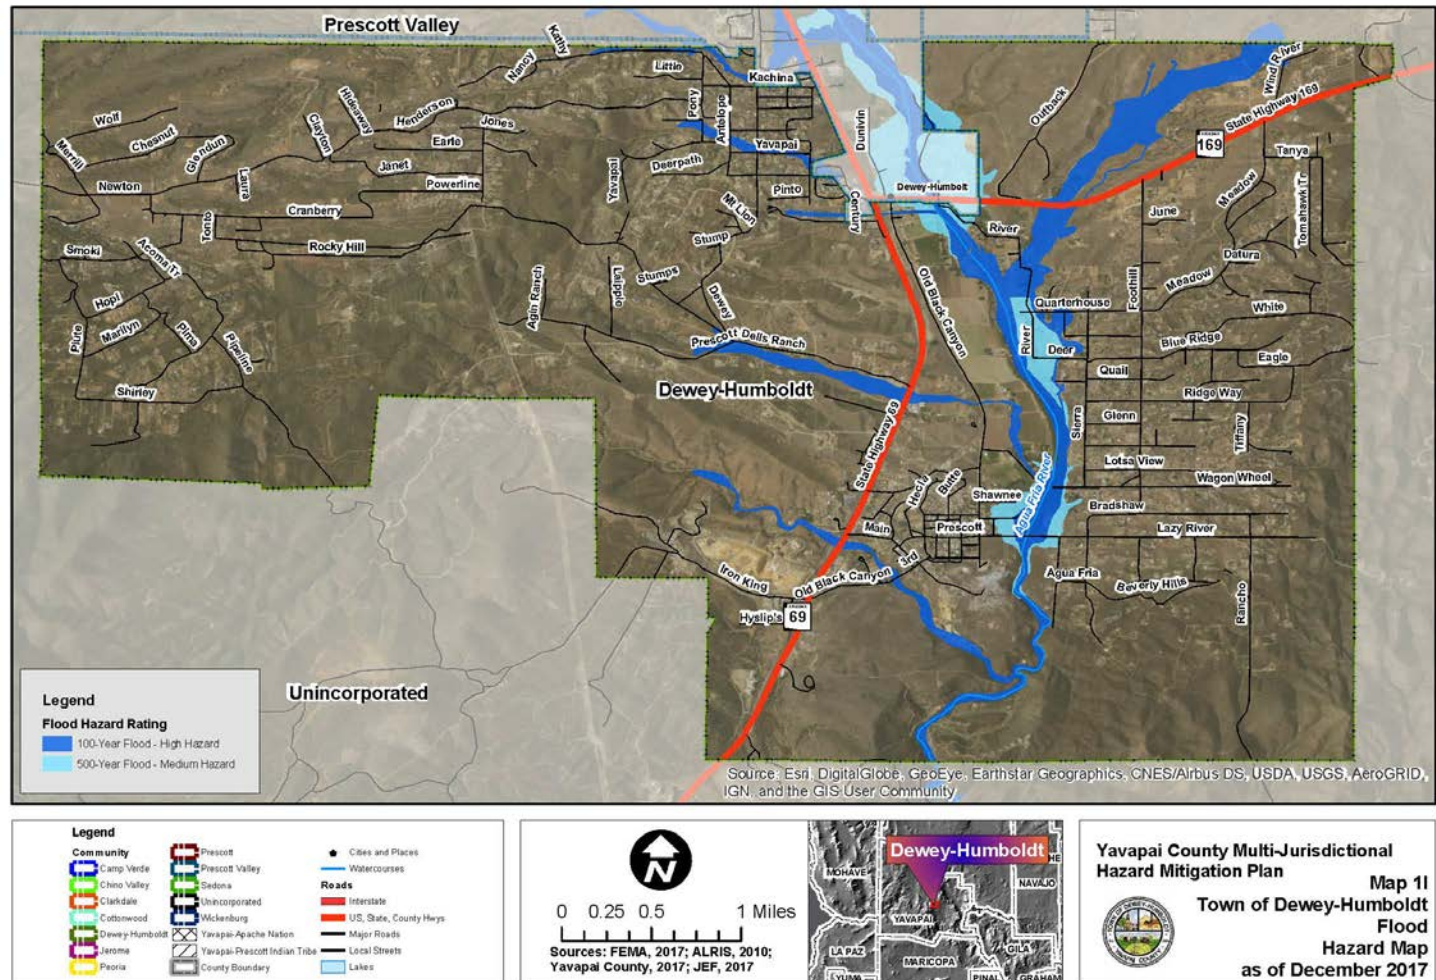 Prescott Valley
Kathy
Nancy
Little
Kachina
Wind River
State Highway 169
169
Outback
Wolf
Chesnut
Glendun
Merrill
Hideaway
Clayton
Henderson
Jones
Earle
Janet
Powerline
Pony
Antelope
Yavapai
Deerpath
Yavapai
Pinto
Dunivin
Century
Dewey-Humbolt
Tanya
Meadow
Tomahawk Tr
June
Newton
Laura
Cranberry
Tonto
Rocky Hill
Mt Lion
Stump
Stumps
River
Datura
Smoki
Acoma Tr
Hopi
Marilyn
Piute
Pima
Pipeline
Shirley
Agin Ranch
Laippie
Dewey
Prescott Dells Ranch
Old Black Canyon
Quarterhouse
Foothill
Meadow
White
River
Deer
Blue Ridge
Eagle
Quail
Ridge Way
Dewey-Humboldt
State Highway 69
Sierra
Glenn
Tiffany
Lotsa View
Wagon Wheel
Hecla
Butte
Shawnee
Agua Fria River
Bradshaw
Main
Prescott
Lazy River
3rd
Iron King
Old Black Canyon
Agua Fria
Beverly Hills
Rancho
Hyslip's
69
Unincorporated
Legend
Flood Hazard Rating
100-Year Flood - High Hazard
500-Year Flood - Medium Hazard
Source: Esri, DigitalGlobe, GeoEye, Earthstar Geographics, CNES/Airbus DS, USDA, USGS, AeroGRID,
IGN, and the GIS User Community
Legend
Community
Camp Verde
Chino Valley
Clarkdale
Cottonwood
Dewey-Humboldt
Jerome
Peoria
Prescott
Prescott Valley
Sedona
Unincorporated
Wickenburg
Yavapai-Apache Nation
Yavapai-Prescott Indian Tribe
County Boundary
Cities and Places
Watercourses
Roads
Interstate
US, State, County Hwys
Major Roads
Local Streets
Lakes
N
0 0.25 0.5 1 Miles
Sources: FEMA, 2017; ALRIS, 2010;
Yavapai County, 2017; JEF, 2017
Dewey-Humboldt
MOHAVE
NAVAJO
YAVAPAI
LA PAZ
MARICOPA
GILA
YUMA
PINAL
GRAHAM
Yavapai County Multi-Jurisdictional
Hazard Mitigation Plan
Map 1I
Town of Dewey-Humboldt
Flood
Hazard Map
as of December 2017